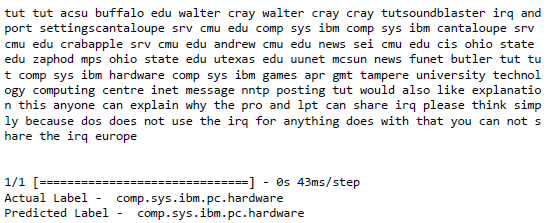 tut tut acsu buffalo edu walter cray walter cray cray tutsoundblaster irq and
port settingscantaloupe srv cmu edu comp sys ibm comp sys ibm cantaloupe srv
cmu edu crabapple srv cmu edu andrew cmu edu news sei cmu edu cis ohio state
edu zaphod mps ohio state edu utexas edu uunet mcsun news funet butler tut tu
t comp sys ibm hardware comp sys ibm games apr gmt tampere university technol
ogy computing centre inet message nntp posting tut would also like explanatio
n this anyone can explain why the pro and lpt can share irq please think simp
ly because dos does not use the irq for anything does with that you can not s
hare the irq europe
1/1 [==============================] - 0s 43ms/step
Actual Label -  comp.sys.ibm.pc.hardware
Predicted Label -  comp.sys.ibm.pc.hardware